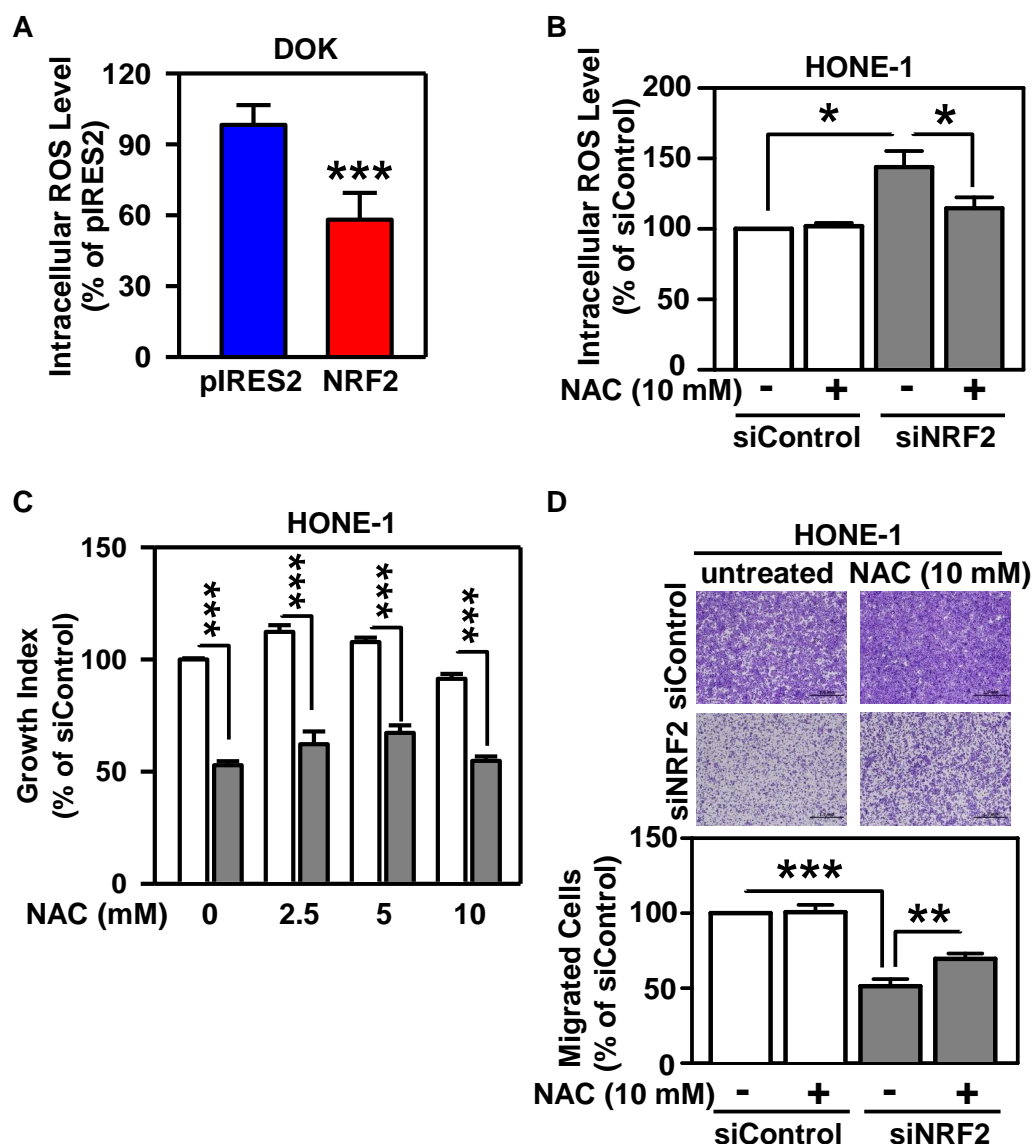 A
DOK
Intracellular ROS Level
(% of pIRES2)
120
90
60
30
0
***
pIRES2 NRF2
B
HONE-1
Intracellular ROS Level
(% of siControl)
200
150
100
50
0
* *
NAC (10 mM) - + - +
siControl siNRF2
C
HONE-1
Growth Index
(% of siControl)
150
100
50
0
*** *** *** ***
NAC (mM) 0 2.5 5 10
D
HONE-1
untreated NAC (10 mM)
siControl
siNRF2
Migrated Cells
(% of siControl)
150
100
50
0
*** **
NAC (10 mM) - + - +
siControl siNRF2